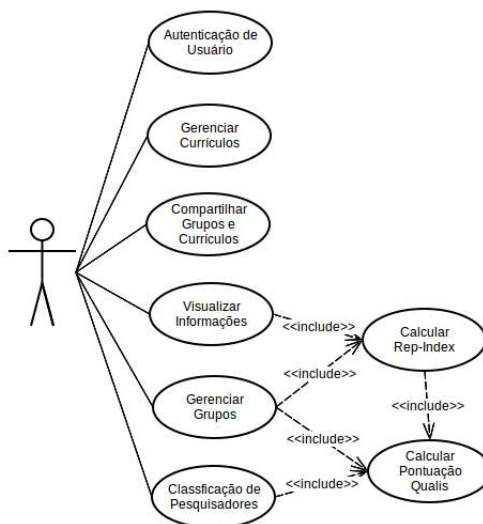 Autenticação de
Usuário
Gerenciar
Currículos
Compartilhar
Grupos e
Currículos
Visualizar
Informações
<<include>>
Calcular
Rep-Index
<<include>>
Gerenciar
Grupos
<<include>>
<<include>>
Classficação de
Pesquisadores
<<include>>
Calcular
Pontuação
Qualis